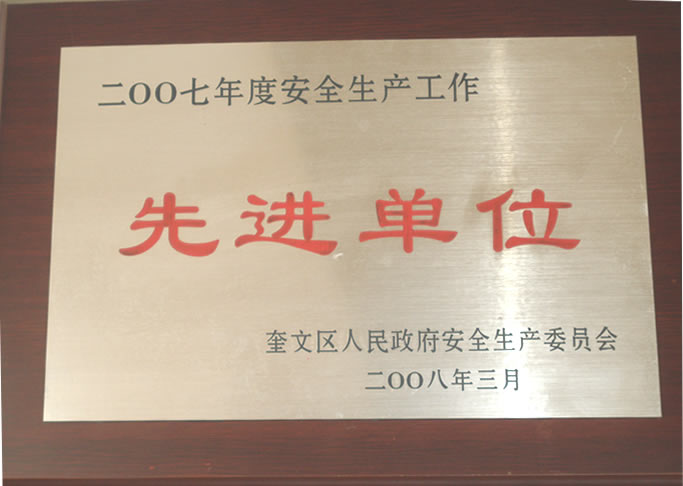 二OO七年度安全生产工作
先进单位
奎文区人民政府安全生产委员会
二OO八年三月